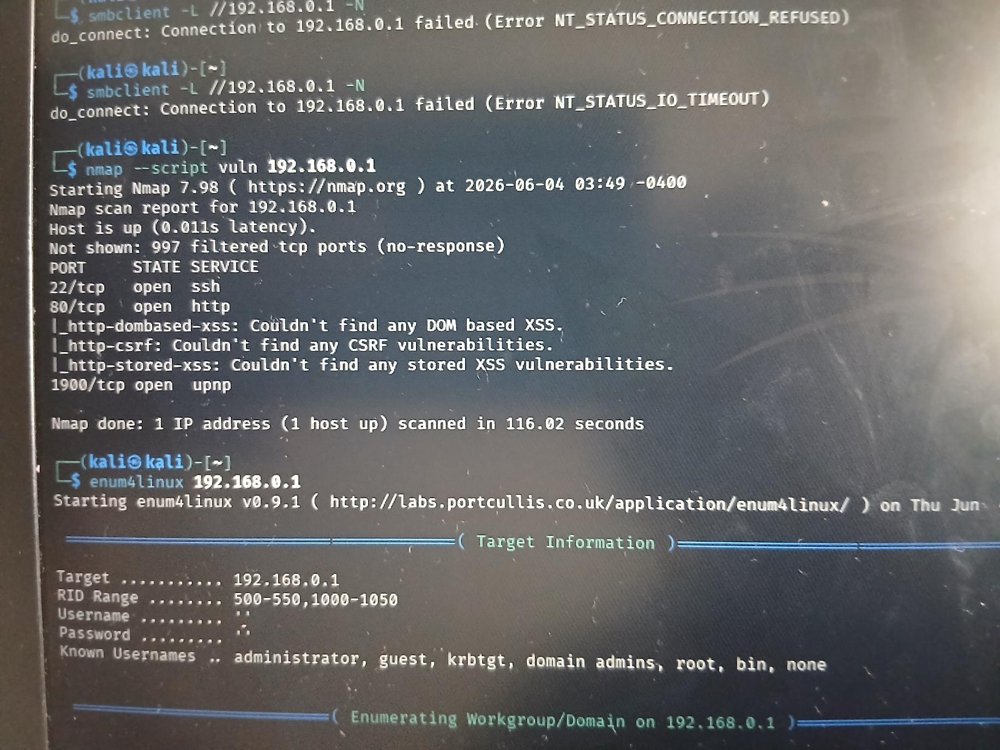 └─$ smbclient -L //192.168.0.1 -N
do_connect: Connection to 192.168.0.1 failed (Error NT_STATUS_CONNECTION_REFUSED)
┌──(kali㉿kali)-[~]
└─$ smbclient -L //192.168.0.1 -N
do_connect: Connection to 192.168.0.1 failed (Error NT_STATUS_IO_TIMEOUT)
┌──(kali㉿kali)-[~]
└─$ nmap --script vuln 192.168.0.1
Starting Nmap 7.98 ( https://nmap.org ) at 2026-06-04 03:49 -0400
Nmap scan report for 192.168.0.1
Host is up (0.011s latency).
Not shown: 997 filtered tcp ports (no-response)
PORT     STATE SERVICE
22/tcp   open  ssh
80/tcp   open  http
|_http-dombased-xss: Couldn't find any DOM based XSS.
|_http-csrf: Couldn't find any CSRF vulnerabilities.
|_http-stored-xss: Couldn't find any stored XSS vulnerabilities.
1900/tcp open  upnp
Nmap done: 1 IP address (1 host up) scanned in 116.02 seconds
┌──(kali㉿kali)-[~]
└─$ enum4linux 192.168.0.1
Starting enum4linux v0.9.1 ( http://labs.portcullis.co.uk/application/enum4linux/ ) on Thu Jun
( Target Information )
Target ........... 192.168.0.1
RID Range ........ 500-550,1000-1050
Username ......... ''
Password ......... ''
Known Usernames .. administrator, guest, krbtgt, domain admins, root, bin, none
( Enumerating Workgroup/Domain on 192.168.0.1 )